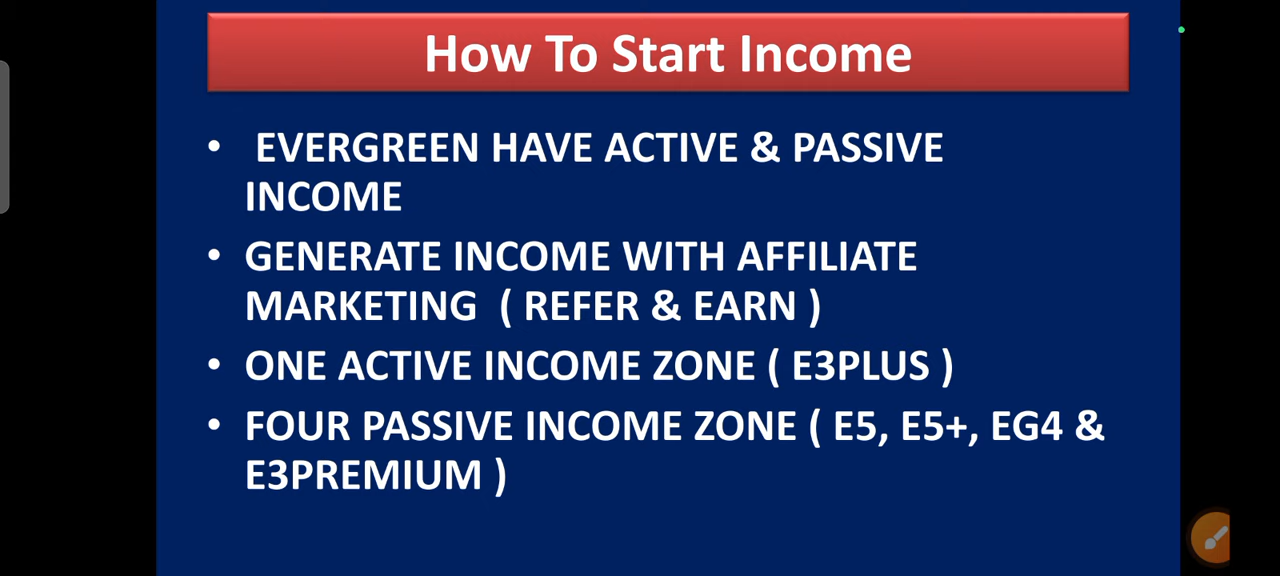 How To Start Income
• EVERGREEN HAVE ACTIVE & PASSIVE
INCOME
• GENERATE INCOME WITH AFFILIATE
MARKETING ( REFER & EARN )
• ONE ACTIVE INCOME ZONE ( E3PLUS )
• FOUR PASSIVE INCOME ZONE ( E5, E5+, EG4 &
E3PREMIUM )